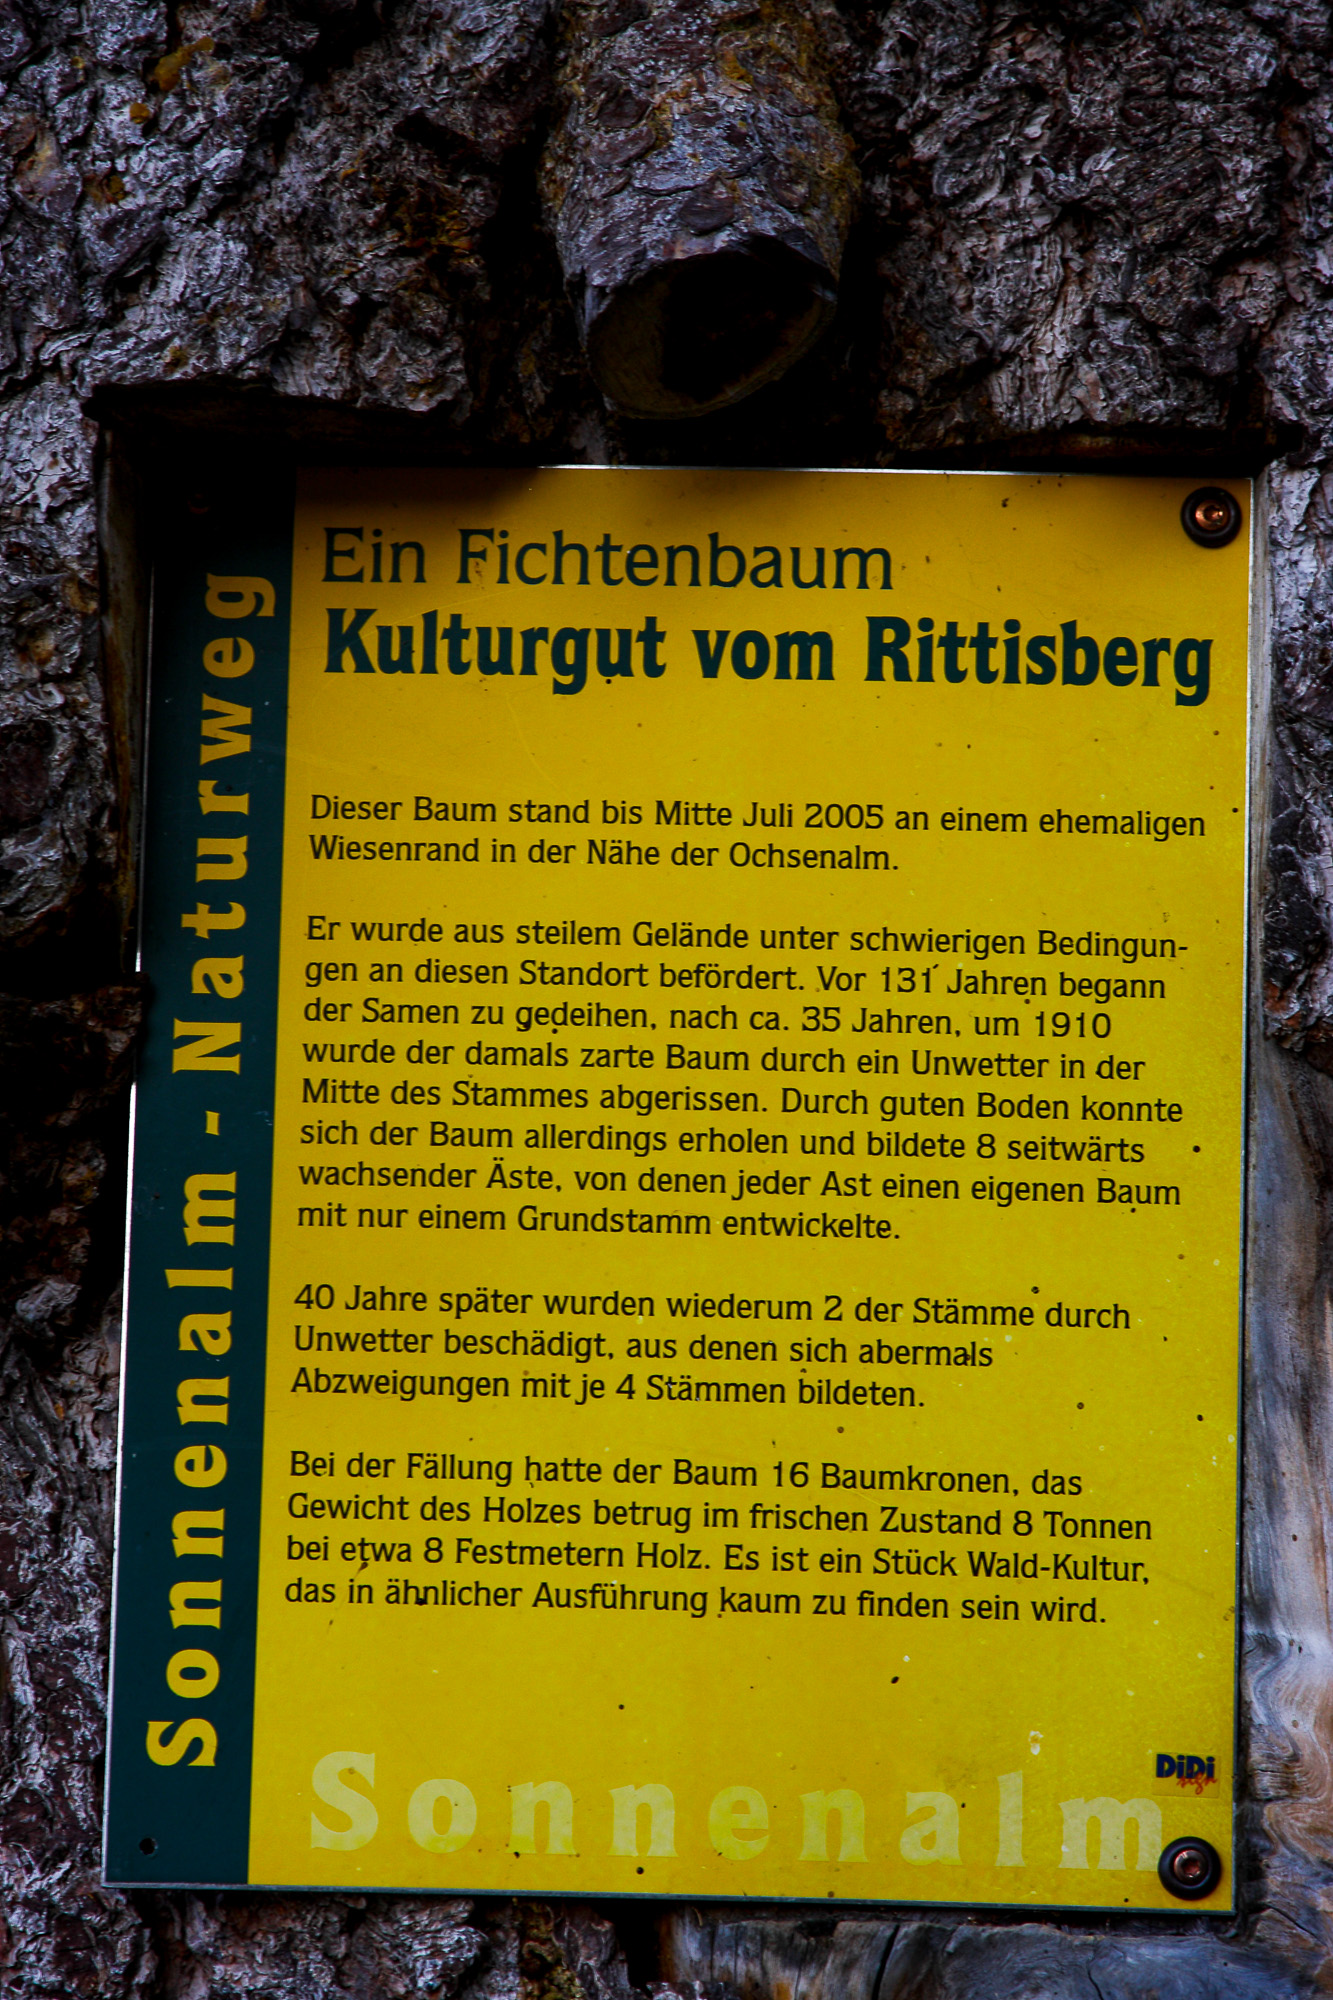 Ein Fichtenbaum
Kulturgut vom Rittisberg
Dieser Baum stand bis Mitte Juli 2005 an einem ehemaligen
Wiesenrand in der Nähe der Ochsenalm.
Er wurde aus steilem Gelände unter schwierigen Bedingun-
gen an diesen Standort befördert. Vor 131 Jahren begann
der Samen zu gedeihen, nach ca. 35 Jahren, um 1910
wurde der damals zarte Baum durch ein Unwetter in der
Mitte des Stammes abgerissen. Durch guten Boden konnte
sich der Baum allerdings erholen und bildete 8 seitwärts
wachsender Äste, von denen jeder Ast einen eigenen Baum
mit nur einem Grundstamm entwickelte.
40 Jahre später wurden wiederum 2 der Stämme durch
Unwetter beschädigt, aus denen sich abermals
Abzweigungen mit je 4 Stämmen bildeten.
Bei der Fällung hatte der Baum 16 Baumkronen, das
Gewicht des Holzes betrug im frischen Zustand 8 Tonnen
bei etwa 8 Festmetern Holz. Es ist ein Stück Wald-Kultur,
das in ähnlicher Ausführung kaum zu finden sein wird.
Sonnenalm
DiDi
sign
Sonnenalm - Naturweg